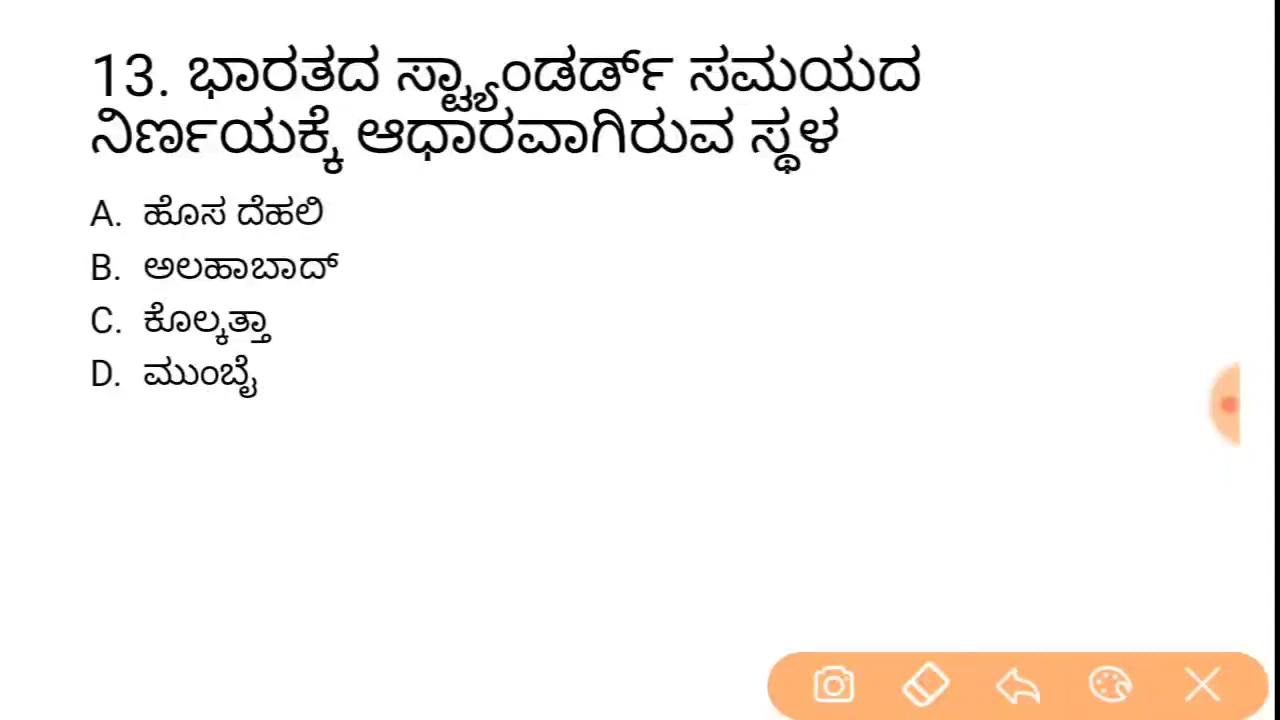 13. ಭಾರತದ ಸ್ಟ್ಯಾಂಡರ್ಡ್ ಸಮಯದ
ನಿರ್ಣಯಕ್ಕೆ ಆಧಾರವಾಗಿರುವ ಸ್ಥಳ
A. ಹೊಸ ದೆಹಲಿ
B. ಅಲಹಾಬಾದ್
C. ಕೊಲ್ಕತ್ತಾ
D. ಮುಂಬೈ